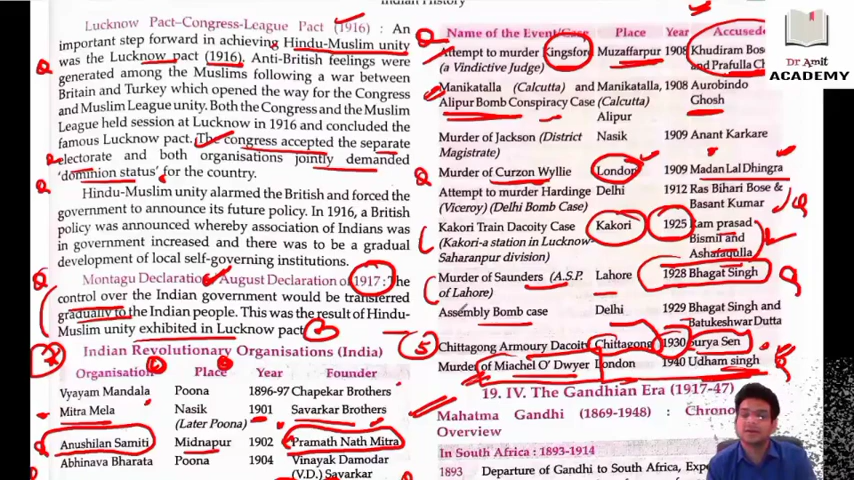 Indian History
Lucknow Pact–Congress-League Pact (1916) : An
important step forward in achieving Hindu-Muslim unity
was the Lucknow pact (1916). Anti-British feelings were
generated among the Muslims following a war between
Britain and Turkey which opened the way for the Congress
and Muslim League unity. Both the Congress and the Muslim
League held session at Lucknow in 1916 and concluded the
famous Lucknow pact. The congress accepted the separate
electorate and both organisations jointly demanded
'dominion status' for the country.
Hindu-Muslim unity alarmed the British and forced the
government to announce its future policy. In 1916, a British
policy was announced whereby association of Indians was
in government increased and there was to be a gradual
development of local self-governing institutions.
Montagu Declaration/August Declaration of 1917 : The
control over the Indian government would be transferred
gradually to the Indian people. This was the result of Hindu-
Muslim unity exhibited in Lucknow pact.
Indian Revolutionary Organisations (India)
Organisation Place Year Founder
Vyayam Mandala Poona 1896-97 Chapekar Brothers
Mitra Mela Nasik 1901 Savarkar Brothers
(Later Poona)
Anushilan Samiti Midnapur 1902 Pramath Nath Mitra
Abhinava Bharata Poona 1904 Vinayak Damodar
(V.D.) Savarkar
Name of the Event/Case Place Year Accused
Attempt to murder Kingsford Muzaffarpur 1908 Khudiram Bos
(a Vindictive Judge) and Prafulla Ch
Manikatalla (Calcutta) and Manikatalla, 1908 Aurobindo
Alipur Bomb Conspiracy Case (Calcutta) Ghosh
Alipur
Murder of Jackson (District Nasik 1909 Anant Karkare
Magistrate)
Murder of Curzon Wyllie London 1909 Madan Lal Dhingra
Attempt to murder Hardinge Delhi 1912 Ras Bihari Bose &
(Viceroy) (Delhi Bomb Case) Basant Kumar
Kakori Train Dacoity Case Kakori 1925 Ram prasad
(Kakori-a station in Lucknow- Bismil and
Saharanpur division) Ashafaqulla
Murder of Saunders (A.S.P. Lahore 1928 Bhagat Singh
of Lahore)
Assembly Bomb case Delhi 1929 Bhagat Singh and
Batukeshwar Dutta
Chittagong Armoury Dacoity Chittagong 1930 Surya Sen
Murder of Miachel O' Dwyer London 1940 Udham singh
19. IV. The Gandhian Era (1917-47)
Mahatma Gandhi (1869-1948) : Chrono
Overview
In South Africa : 1893-1914
1893 Departure of Gandhi to South Africa, Exp
Dr Amit
ACADEMY